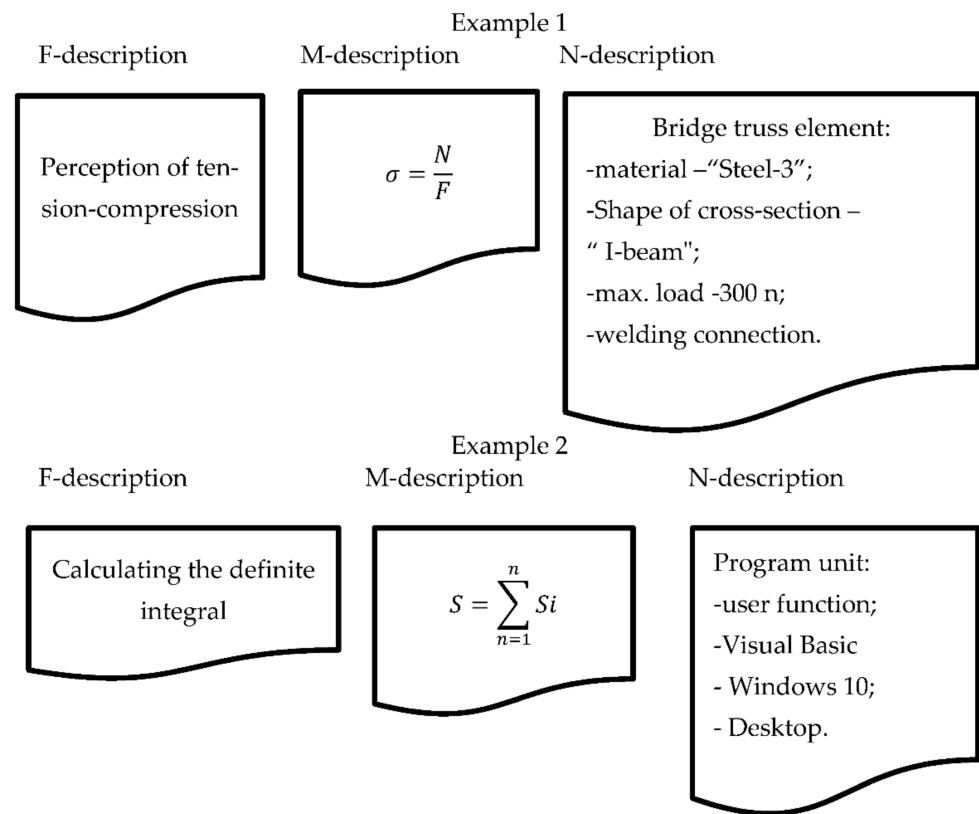 Example 1
F-description
M-description
N-description
Perception of ten-
sion-compression
σ = N/F
Bridge truss element:
-material –“Steel-3”;
-Shape of cross-section –
“ I-beam";
-max. load -300 n;
-welding connection.
Example 2
F-description
M-description
N-description
Calculating the definite
integral
S = ∑_{n=1}^{n} Si
Program unit:
-user function;
-Visual Basic
- Windows 10;
- Desktop.